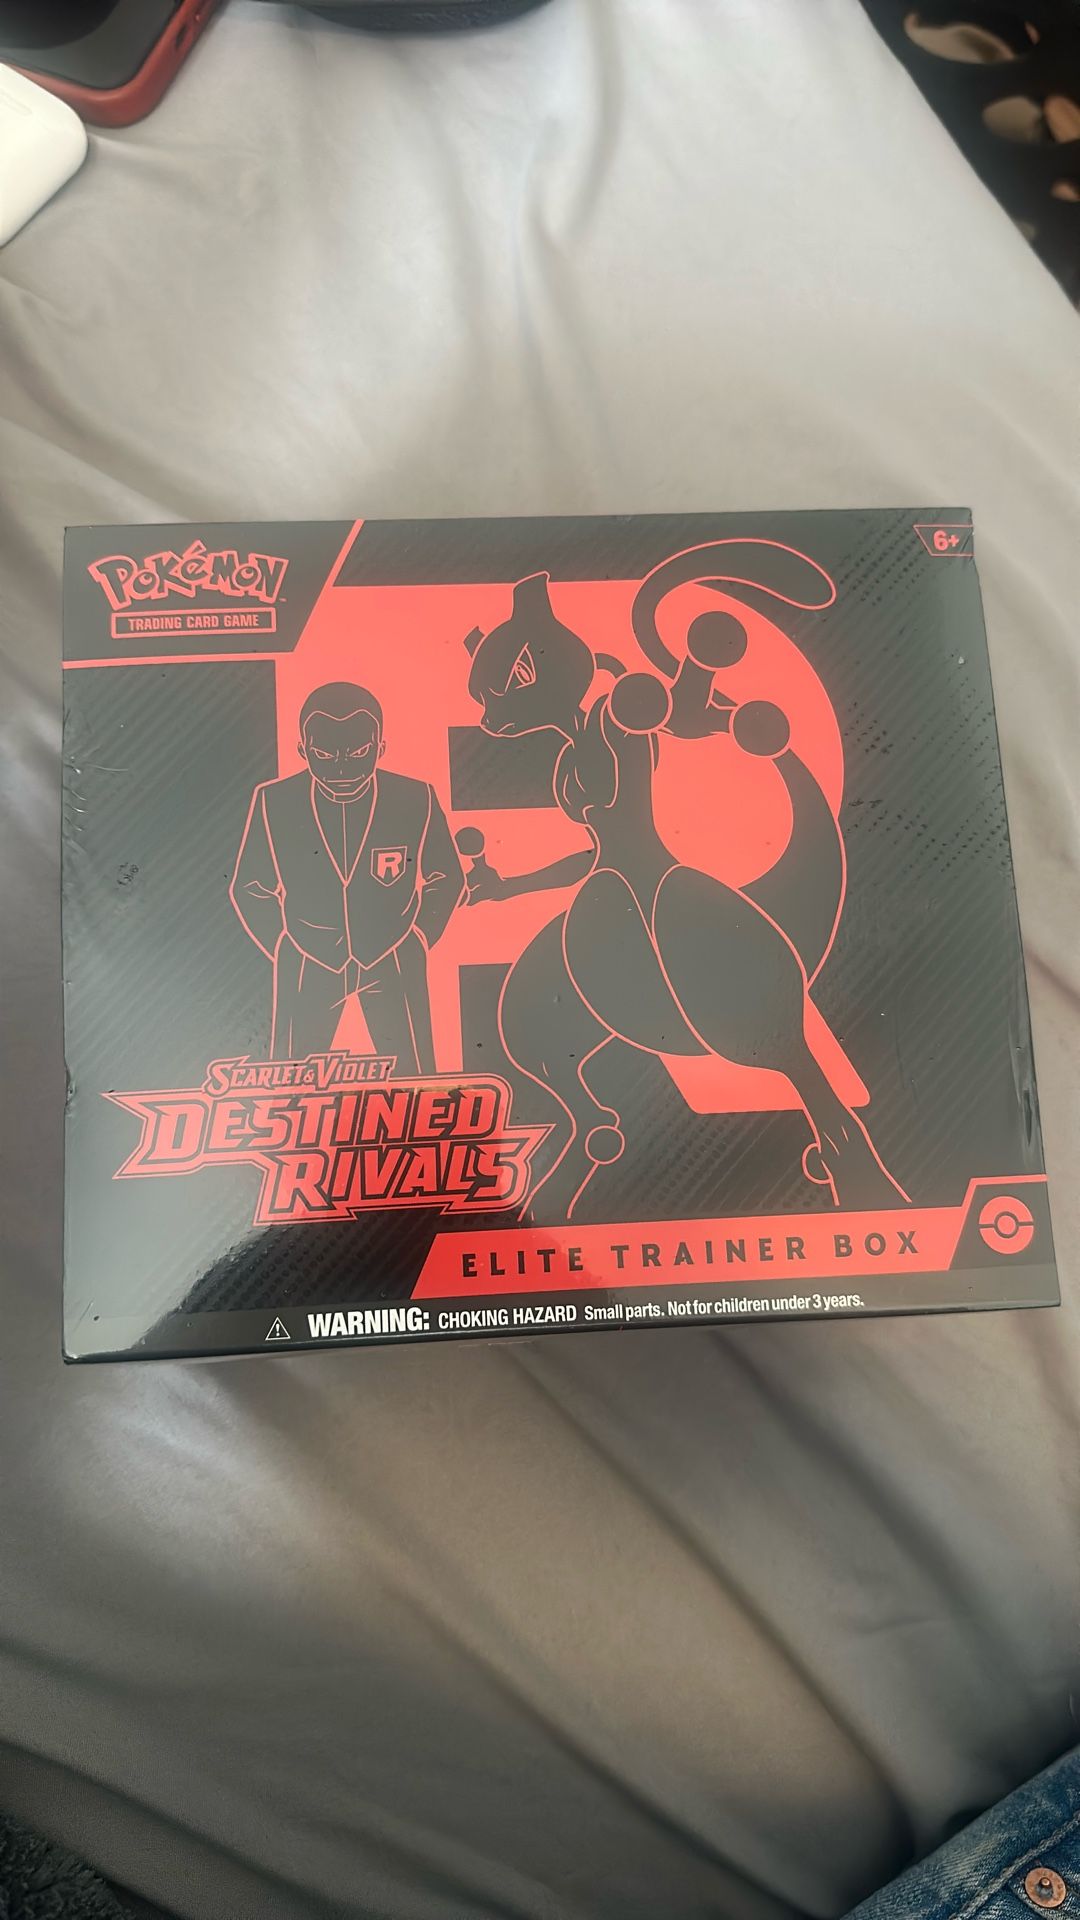 POKéMON
TRADING CARD GAME
6+
R
SCARLET & VIOLET
DESTINED
RIVALS
ELITE TRAINER BOX
WARNING: CHOKING HAZARD Small parts. Not for children under 3 years.